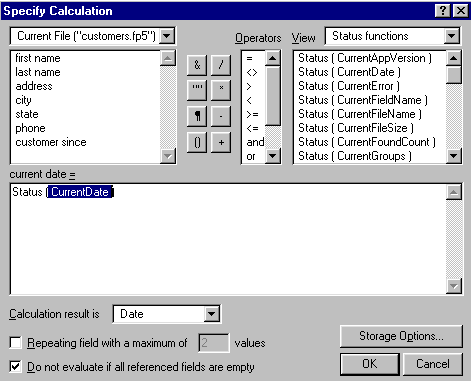 Specify Calculation
Current File ("customers.fp5")
Operators
View
Status functions
first name
last name
address
city
state
phone
customer since
&
/
""
*
¶
-
()
+
=
<>
>
<
>=
<=
and
or
Status ( CurrentAppVersion )
Status ( CurrentDate )
Status ( CurrentError )
Status ( CurrentFieldName )
Status ( CurrentFileName )
Status ( CurrentFileSize )
Status ( CurrentFoundCount )
Status ( CurrentGroups )
current date =
Status ( CurrentDate )
Calculation result is
Date
Repeating field with a maximum of 2 values
Do not evaluate if all referenced fields are empty
Storage Options...
OK
Cancel